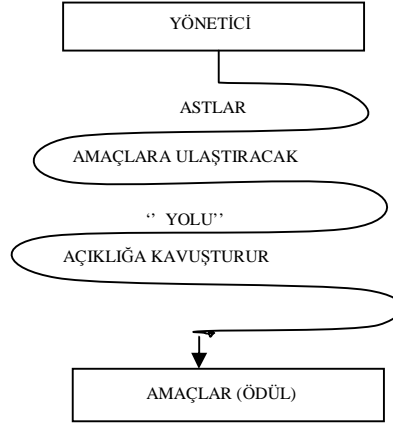 YÖNETİCİ
ASTLAR
AMAÇLARA ULAŞTIRACAK
‘’ YOLU’’
AÇIKLIĞA KAVUŞTURUR
AMAÇLAR (ÖDÜL)